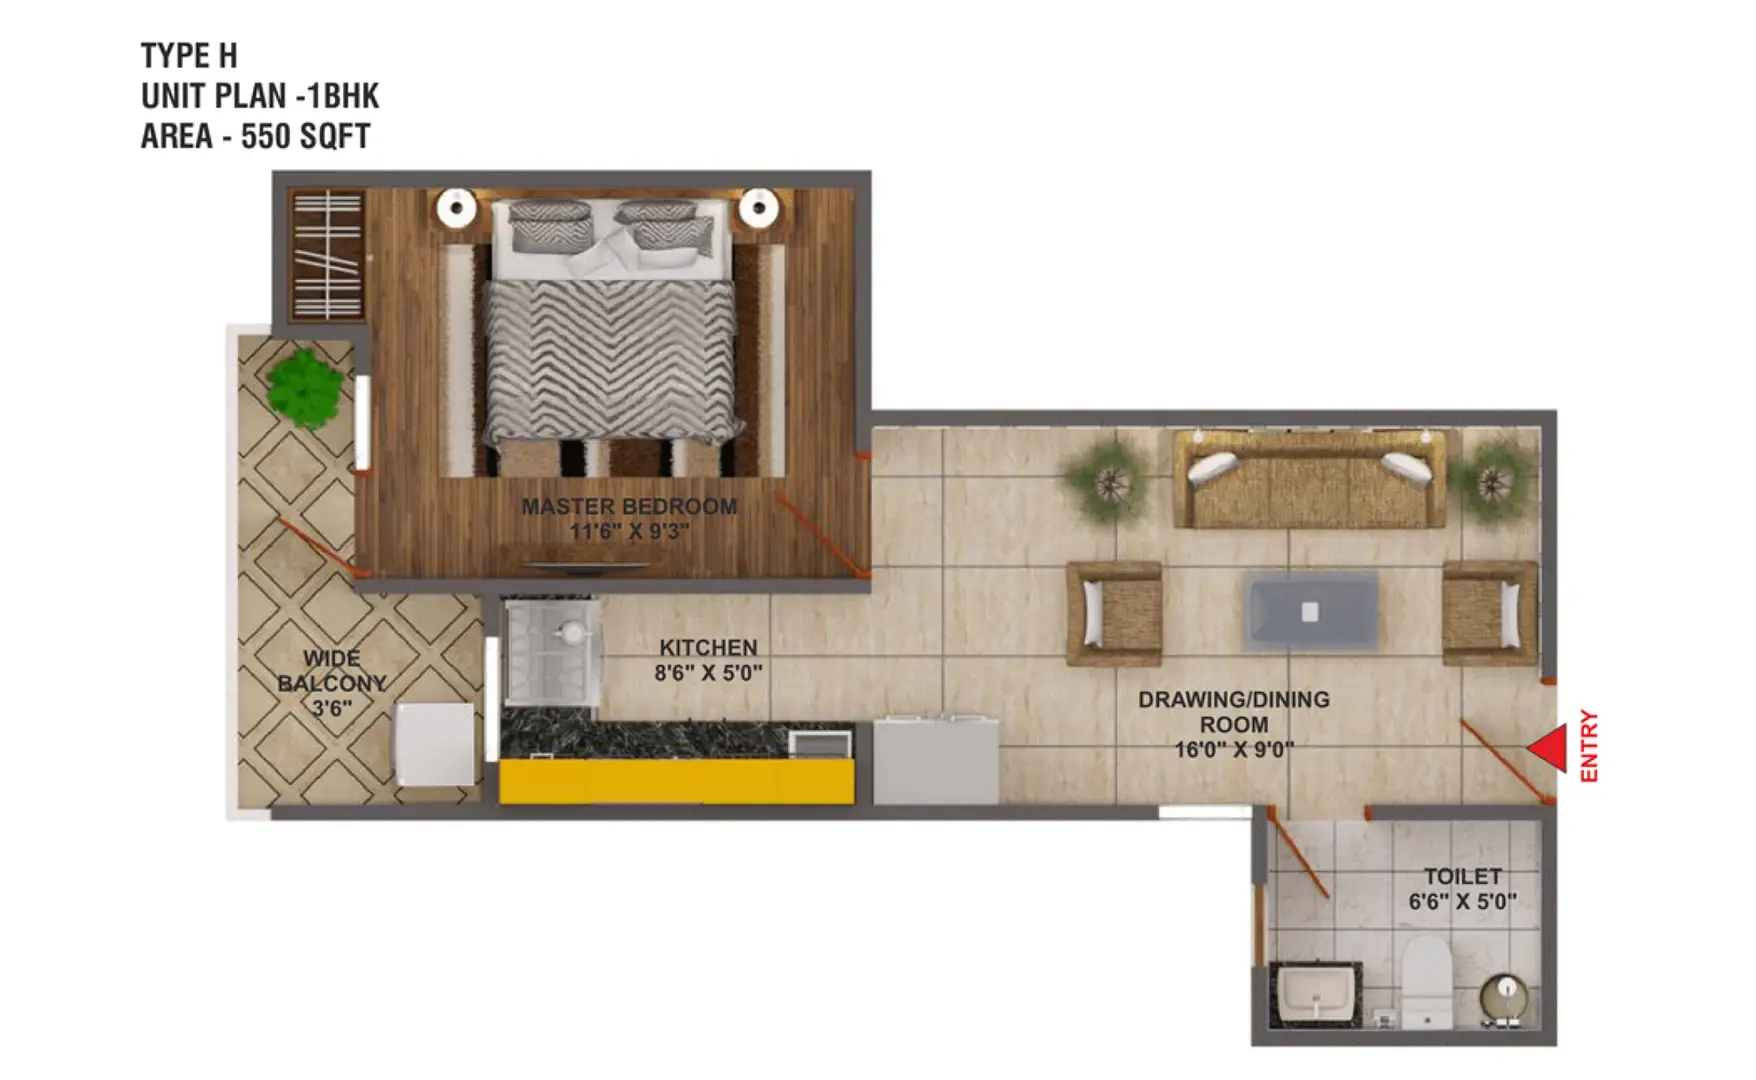 TYPE H
UNIT PLAN -1BHK
AREA - 550 SQFT
MASTER BEDROOM
11'6" X 9'3"
KITCHEN
8'6" X 5'0"
WIDE
BALCONY
3'6"
DRAWING/DINING
ROOM
16'0" X 9'0"
ENTRY
TOILET
6'6" X 5'0"